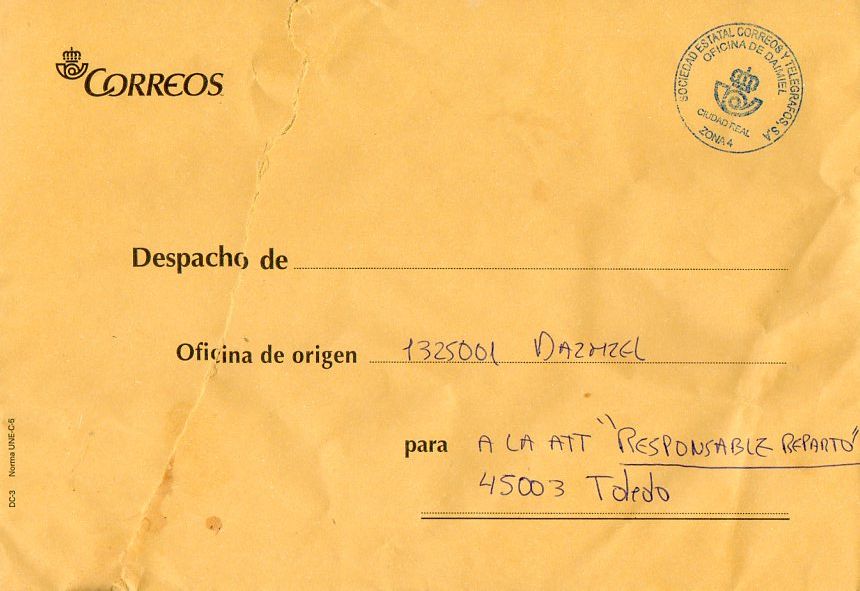 CORREOS
SOCIEDAD ESTATAL CORREOS Y TELEGRAFOS, S.A
OFICINA DE DAIMIEL
CIUDAD REAL
ZONA 4
Despacho de
Oficina de origen 1325001 DAIMIEL
para A LA ATT "RESPONSABLE REPARTO"
45003 Toledo
DC-3 Norma UNE-C-5